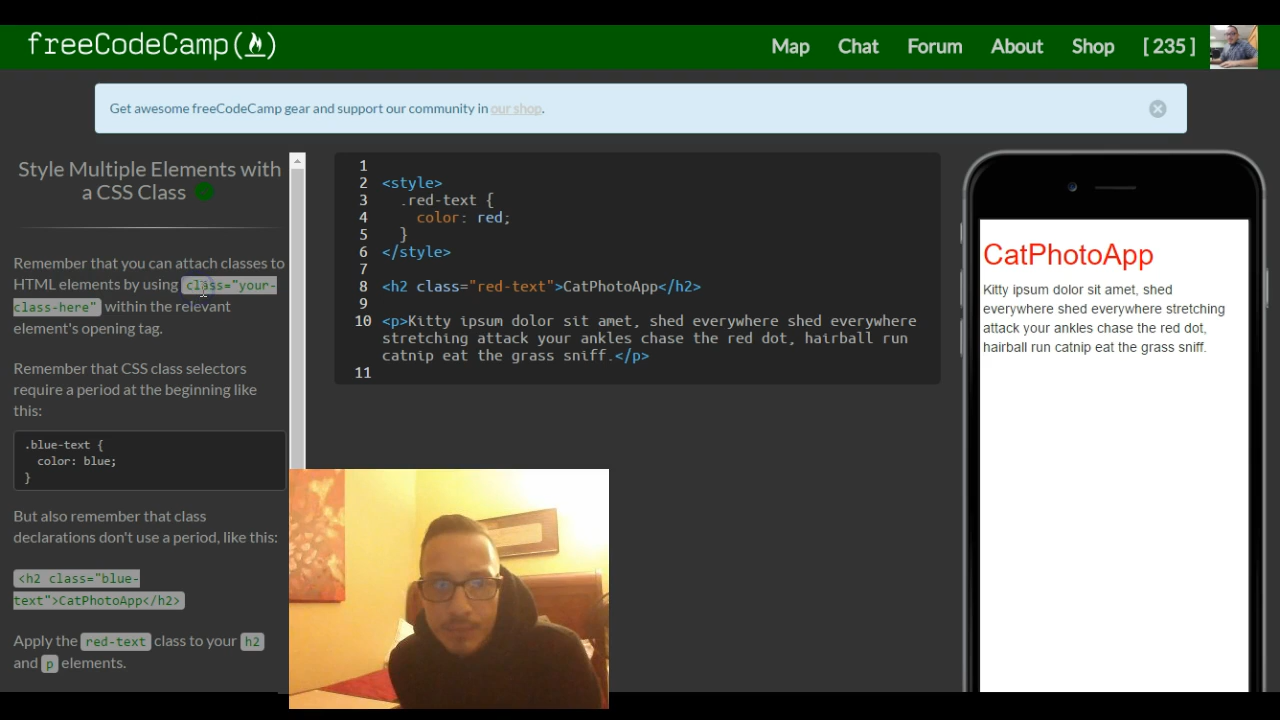 freeCodeCamp
Map Chat Forum About Shop [ 235 ]
Get awesome freeCodeCamp gear and support our community in our shop.
Style Multiple Elements with
a CSS Class
Remember that you can attach classes to
HTML elements by using class="your-
class-here" within the relevant
element's opening tag.
Remember that CSS class selectors
require a period at the beginning like
this:
.blue-text {
color: blue;
}
But also remember that class
declarations don't use a period, like this:
<h2 class="blue-
text">CatPhotoApp</h2>
Apply the red-text class to your h2
and p elements.
1
2 <style>
3 .red-text {
4 color: red;
5 }
6 </style>
7
8 <h2 class="red-text">CatPhotoApp</h2>
9
10 <p>Kitty ipsum dolor sit amet, shed everywhere shed everywhere
stretching attack your ankles chase the red dot, hairball run
catnip eat the grass sniff.</p>
11
CatPhotoApp
Kitty ipsum dolor sit amet, shed
everywhere shed everywhere stretching
attack your ankles chase the red dot,
hairball run catnip eat the grass sniff.